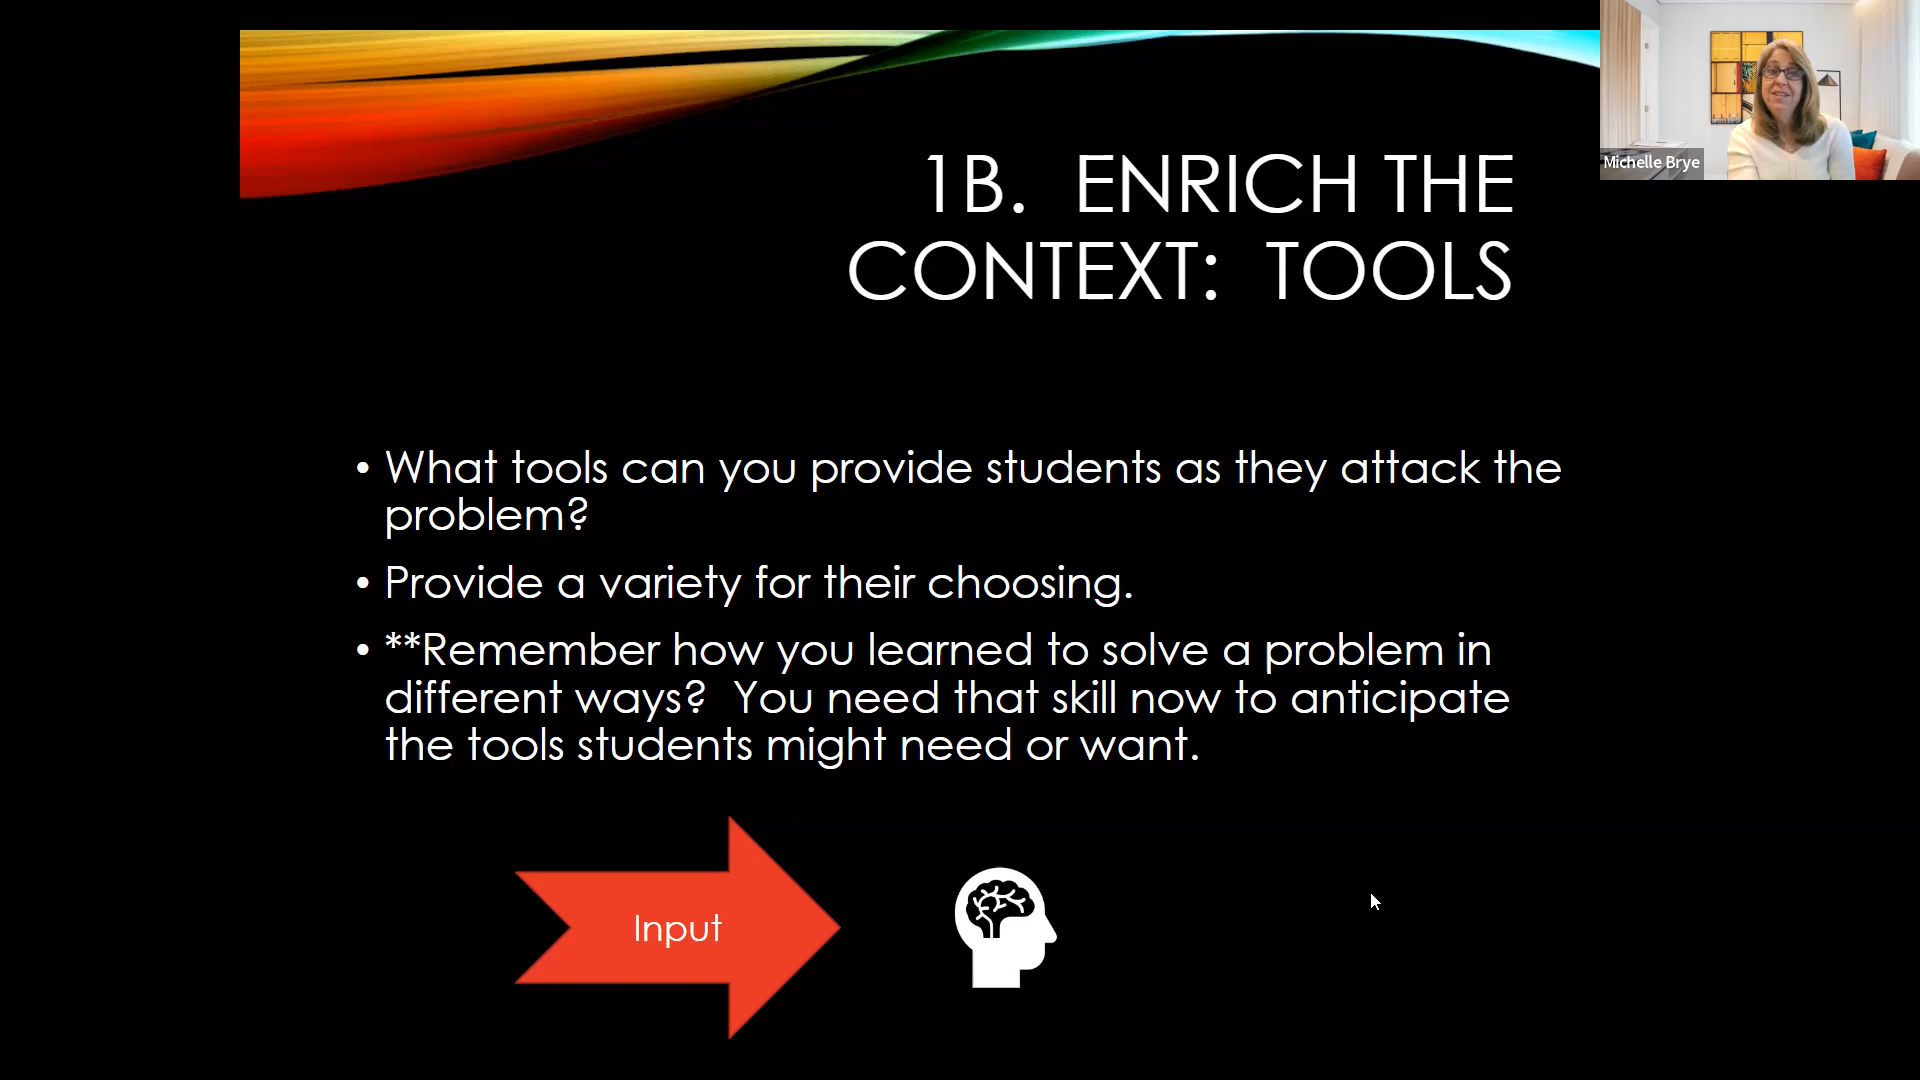 1B. ENRICH THE
CONTEXT: TOOLS
Michelle Brye
• What tools can you provide students as they attack the
problem?
• Provide a variety for their choosing.
• **Remember how you learned to solve a problem in
different ways? You need that skill now to anticipate
the tools students might need or want.
Input